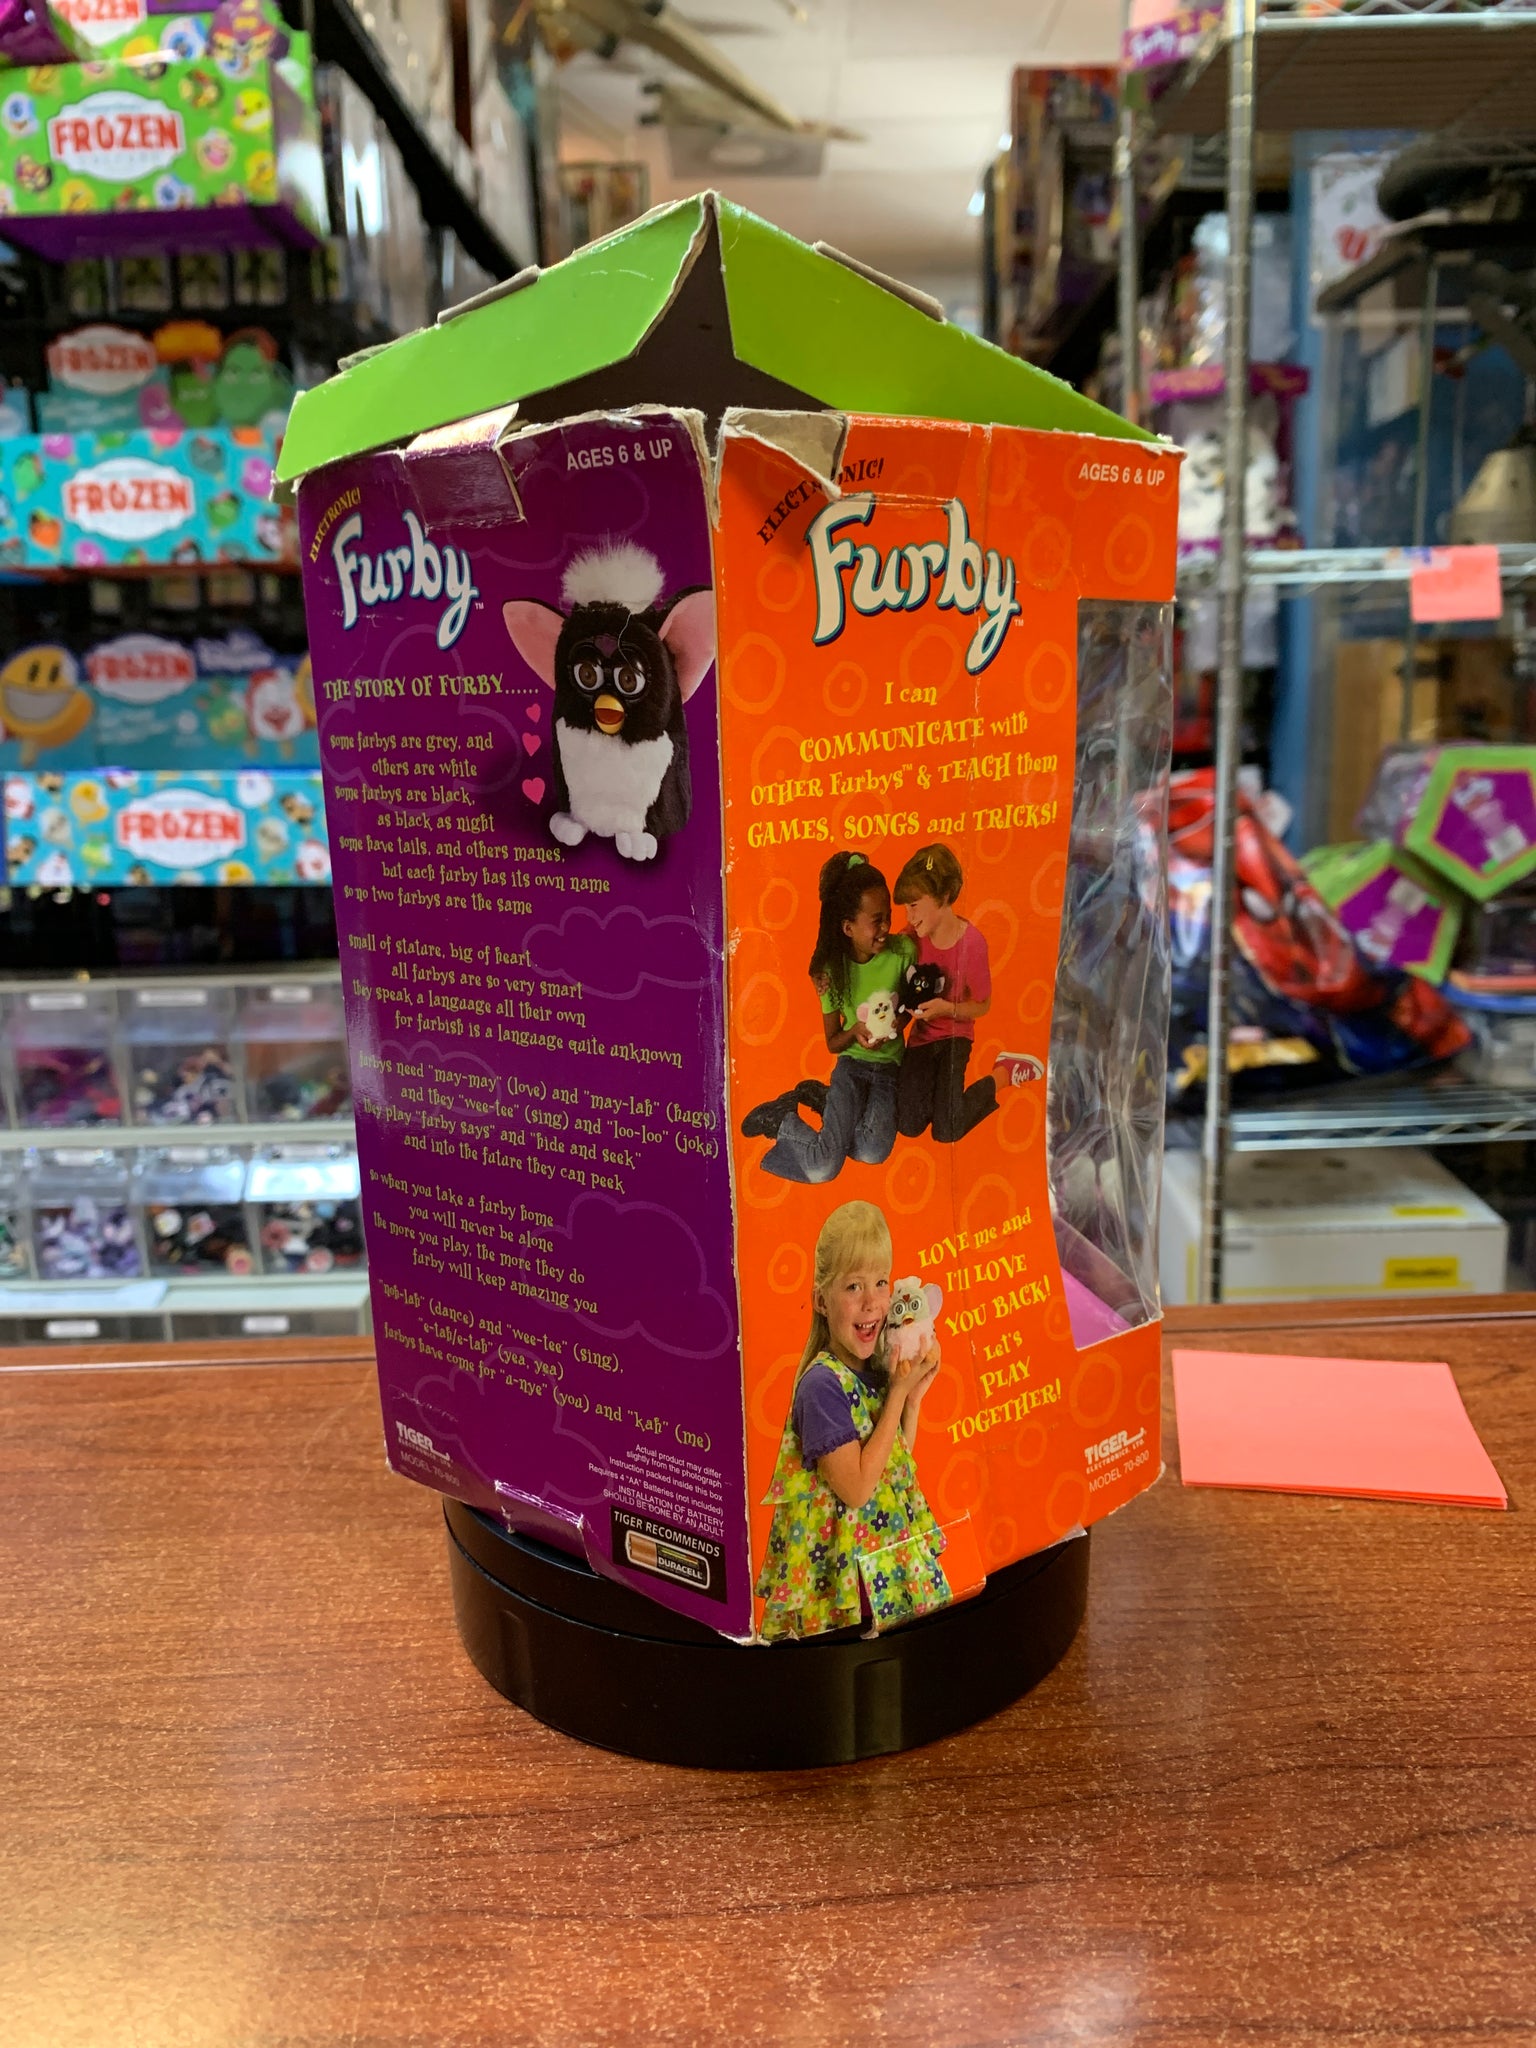 FROZEN
FROZEN
FROZEN
FROZEN
FROZEN
FROZEN
AGES 6 & UP
ELECTRONIC!
Furby™
THE STORY OF FURBY......
some furbys are grey, and
others are white
some furbys are black,
as black as night
some have tails, and others manes,
but each furby has its own name
so no two furbys are the same
small of stature, big of heart
all furbys are so very smart
they speak a language all their own
for furbish is a language quite unknown
furbys need "may-may" (love) and "may-lah" (hugs)
and they "wee-tee" (sing) and "loo-loo" (joke)
they play "furby says" and "hide and seek"
and into the future they can peek
so when you take a furby home
you will never be alone
the more you play, the more they do
furby will keep amazing you
"noh-lah" (dance) and "wee-tee" (sing),
"e-tah/e-tah" (yea, yea)
furbys have come for "u-nye" (you) and "kah" (me)
TIGER
ELECTRONICS, LTD.
MODEL 70-800
Actual product may differ
slightly from the photograph
Instruction packed inside this box
Requires 4 "AA" Batteries (not included)
INSTALLATION OF BATTERY
SHOULD BE DONE BY AN ADULT
TIGER RECOMMENDS
DURACELL
AGES 6 & UP
ELECTRONIC!
Furby™
I can
COMMUNICATE with
OTHER Furbys™ & TEACH them
GAMES, SONGS and TRICKS!
LOVE me and
I'll LOVE
YOU BACK!
Let's
PLAY
TOGETHER!
TIGER
ELECTRONICS, LTD.
MODEL 70-800